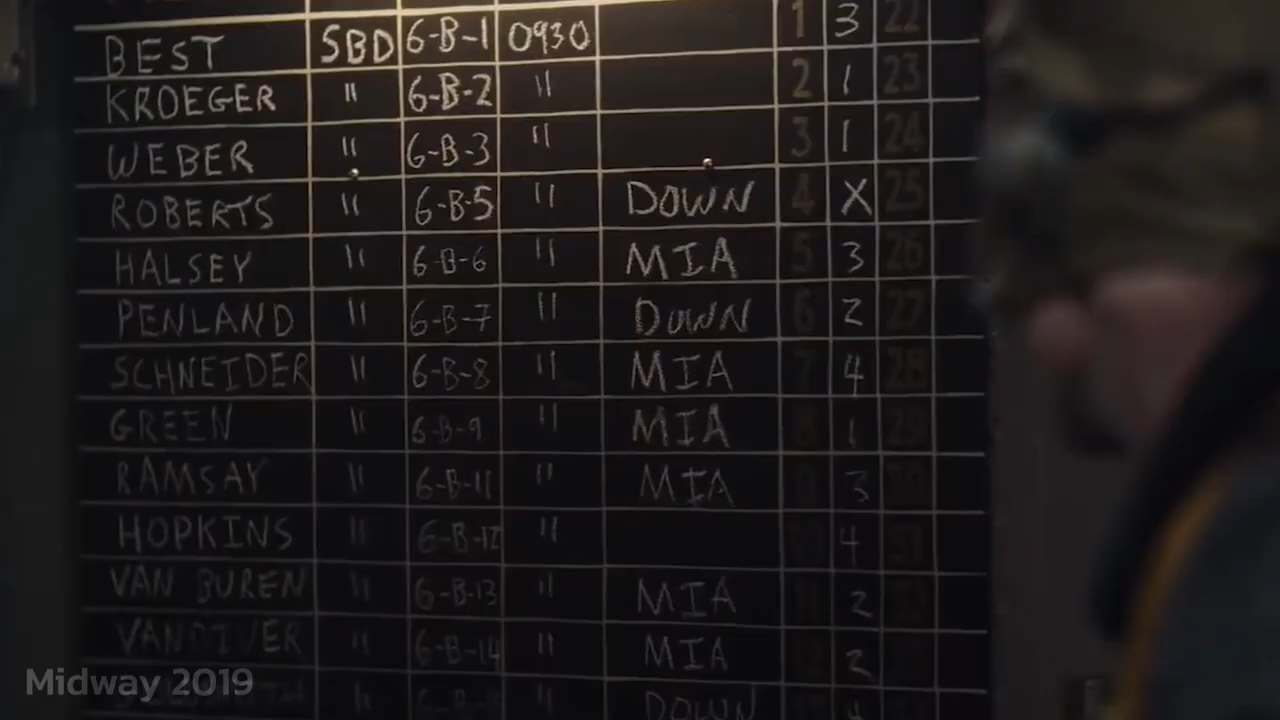 BEST SBD 6-B-1 0930 1 3 22
KROEGER " 6-B-2 " 2 1 23
WEBER " 6-B-3 " 3 1 24
ROBERTS " 6-B-5 " DOWN 4 X 25
HALSEY " 6-B-6 " MIA 5 3 26
PENLAND " 6-B-7 " DOWN 6 2 27
SCHNEIDER " 6-B-8 " MIA 7 4 28
GREEN " 6-B-9 " MIA 8 1 29
RAMSAY " 6-B-11 " MIA 3
HOPKINS " 6-B-12 " 4
VAN BUREN " 6-B-13 " MIA 2
VANDIVER " 6-B-14 " MIA 2
DOWN
Midway 2019